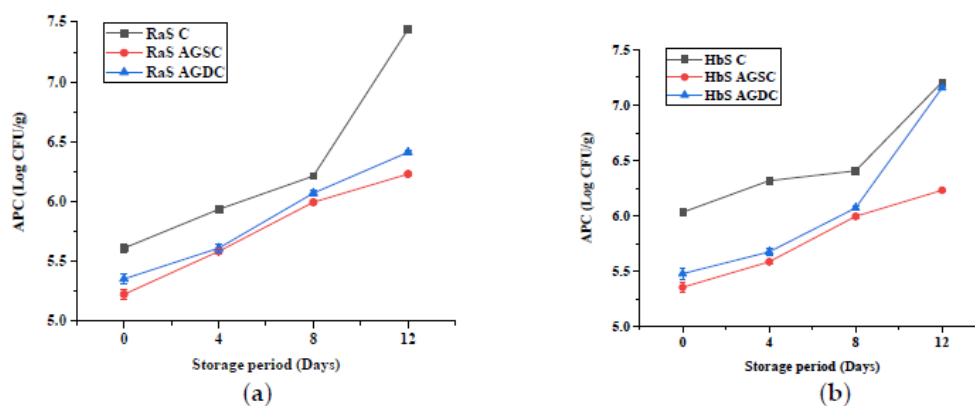 7.5
7.0
6.5
6.0
5.5
5.0
APC (Log CFU/g)
RaS C
RaS AGSC
RaS AGDC
0 4 8 12
Storage period (Days)
(a)
7.5
7.0
6.5
6.0
5.5
5.0
APC (Log CFU/g)
HbS C
HbS AGSC
HbS AGDC
0 4 8 12
Storage period (Days)
(b)